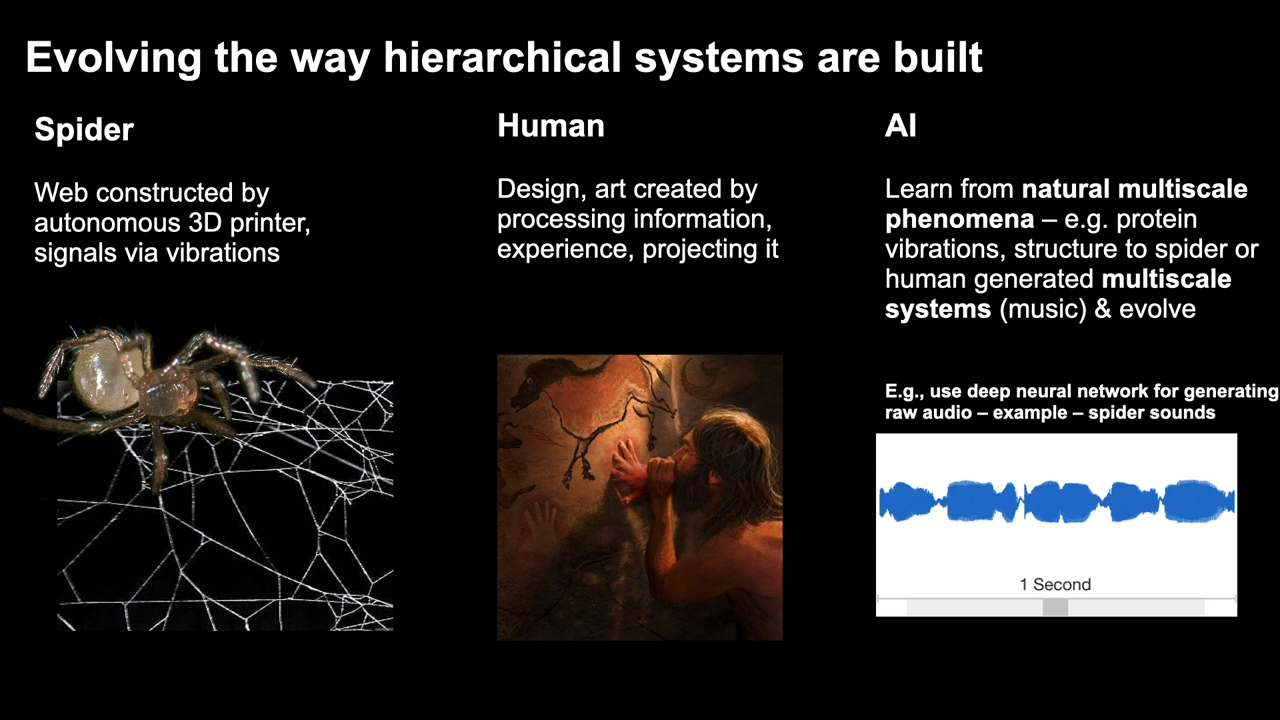 Evolving the way hierarchical systems are built
Spider
Web constructed by
autonomous 3D printer,
signals via vibrations
Human
Design, art created by
processing information,
experience, projecting it
AI
Learn from natural multiscale
phenomena – e.g. protein
vibrations, structure to spider or
human generated multiscale
systems (music) & evolve
E.g., use deep neural network for generating
raw audio – example – spider sounds
1 Second